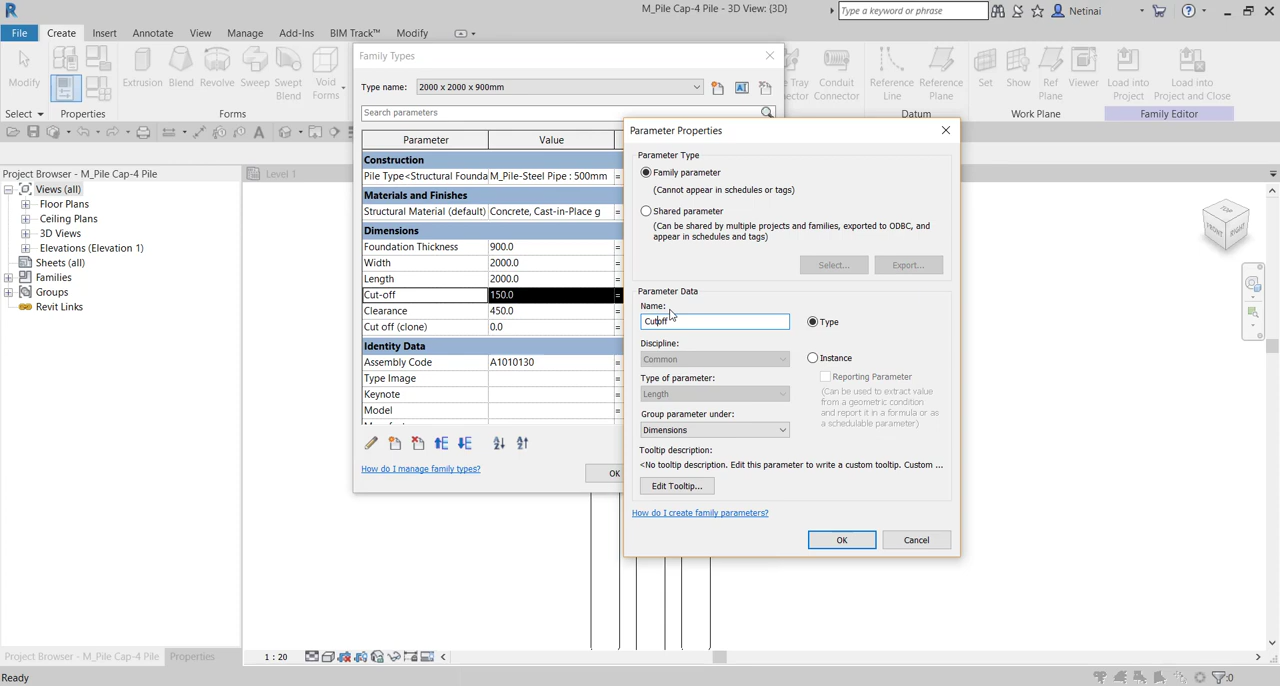 M_Pile Cap-4 Pile - 3D View: {3D}
Type a keyword or phrase
Netinai
File Create Insert Annotate View Manage Add-Ins BIM Track™ Modify
Modify
Extrusion Blend Revolve Sweep Swept Blend Void Forms
Conduit Connector
Reference Line Reference Plane
Set Show Ref Plane Viewer
Load into Project Load into Project and Close
Select Properties Forms Datum Work Plane Family Editor
Project Browser - M_Pile Cap-4 Pile
Views (all)
Floor Plans
Ceiling Plans
3D Views
Elevations (Elevation 1)
Sheets (all)
Families
Groups
Revit Links
Level 1
Family Types
Type name: 2000 x 2000 x 900mm
Search parameters
Parameter Value
Construction
Pile Type<Structural Founda M_Pile-Steel Pipe : 500mm =
Materials and Finishes
Structural Material (default) Concrete, Cast-in-Place g =
Dimensions
Foundation Thickness 900.0 =
Width 2000.0 =
Length 2000.0 =
Cut-off 150.0 =
Clearance 450.0 =
Cut off (clone) 0.0 =
Identity Data
Assembly Code A1010130 =
Type Image =
Keynote =
Model =
How do I manage family types?
OK
Parameter Properties
Parameter Type
Family parameter
(Cannot appear in schedules or tags)
Shared parameter
(Can be shared by multiple projects and families, exported to ODBC, and
appear in schedules and tags)
Select... Export...
Parameter Data
Name:
Cutoff
Type
Discipline:
Common
Instance
Type of parameter:
Length
Reporting Parameter
(Can be used to extract value
from a geometric condition
and report it in a formula or as
a schedulable parameter)
Group parameter under:
Dimensions
Tooltip description:
<No tooltip description. Edit this parameter to write a custom tooltip. Custom ...
Edit Tooltip...
How do I create family parameters?
OK Cancel
TOP
FRONT RIGHT
Project Browser - M_Pile Cap-4 Pile Properties
1 : 20
Ready
:0